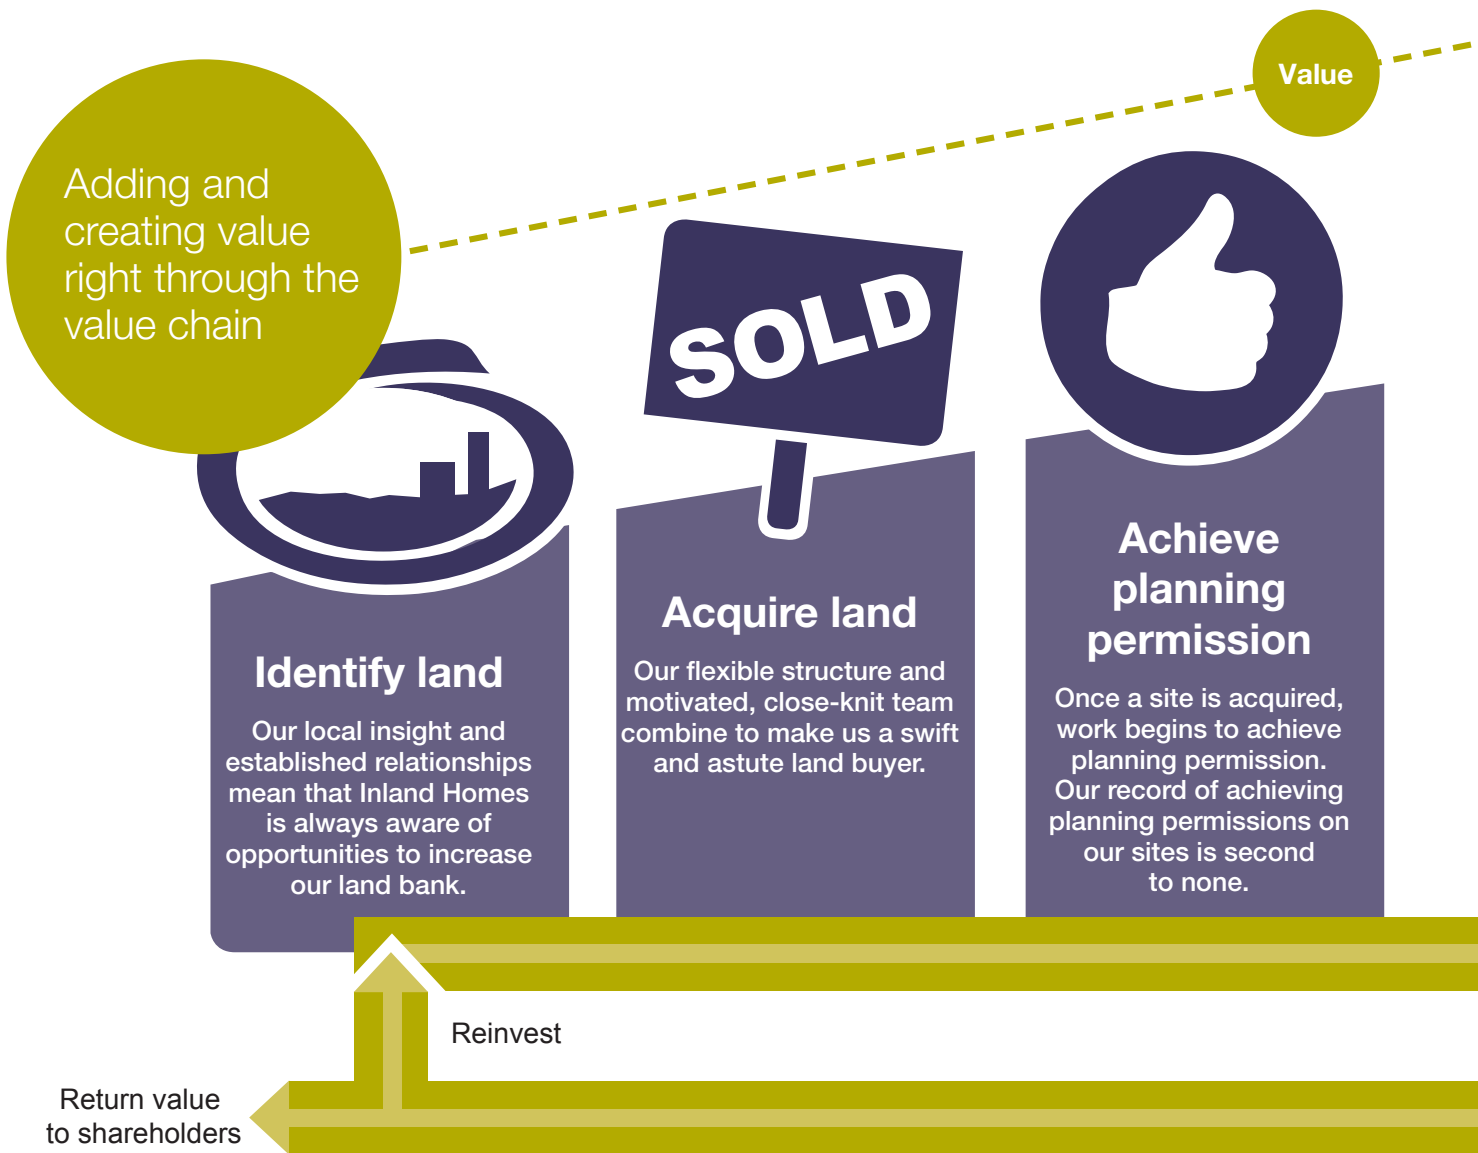 Value
Adding and
creating value
right through the
value chain
SOLD
Identify land
Our local insight and
established relationships
mean that Inland Homes
is always aware of
opportunities to increase
our land bank.
Acquire land
Our flexible structure and
motivated, close-knit team
combine to make us a swift
and astute land buyer.
Achieve
planning
permission
Once a site is acquired,
work begins to achieve
planning permission.
Our record of achieving
planning permissions on
our sites is second
to none.
Reinvest
Return value
to shareholders